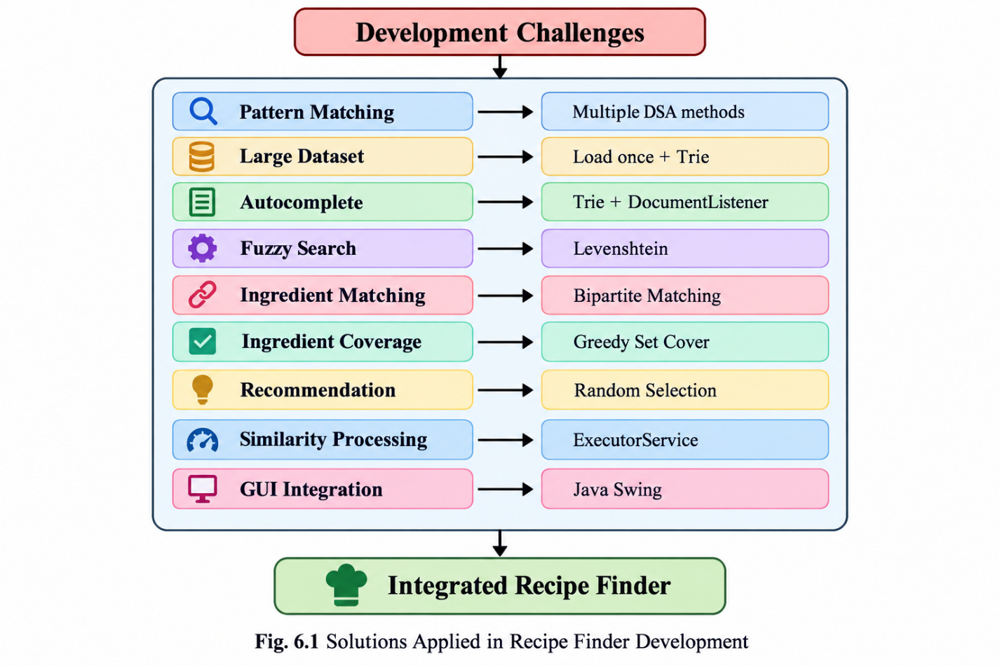 Development Challenges
Pattern Matching
Multiple DSA methods
Large Dataset
Load once + Trie
Autocomplete
Trie + DocumentListener
Fuzzy Search
Levenshtein
Ingredient Matching
Bipartite Matching
Ingredient Coverage
Greedy Set Cover
Recommendation
Random Selection
Similarity Processing
ExecutorService
GUI Integration
Java Swing
Integrated Recipe Finder
Fig. 6.1 Solutions Applied in Recipe Finder Development